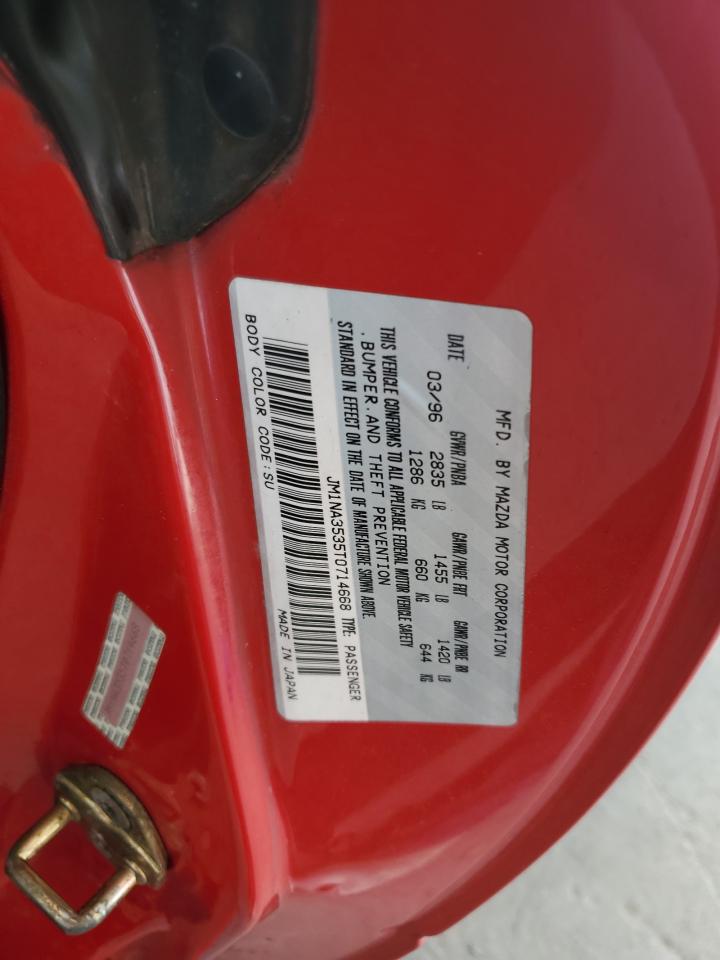 MFD. BY MAZDA MOTOR CORPORATION
DATE GVWR/PNBA GAWR/PNBE FRT GAWR/PNBE RR
03/96 2835 LB 1455 LB 1420 LB
1286 KG 660 KG 644 KG
THIS VEHICLE CONFORMS TO ALL APPLICABLE FEDERAL MOTOR VEHICLE SAFETY
, BUMPER, AND THEFT PREVENTION
STANDARD IN EFFECT ON THE DATE OF MANUFACTURE SHOWN ABOVE.
JM1NA3535T0714668 TYPE: PASSENGER
BODY COLOR CODE:SU MADE IN JAPAN